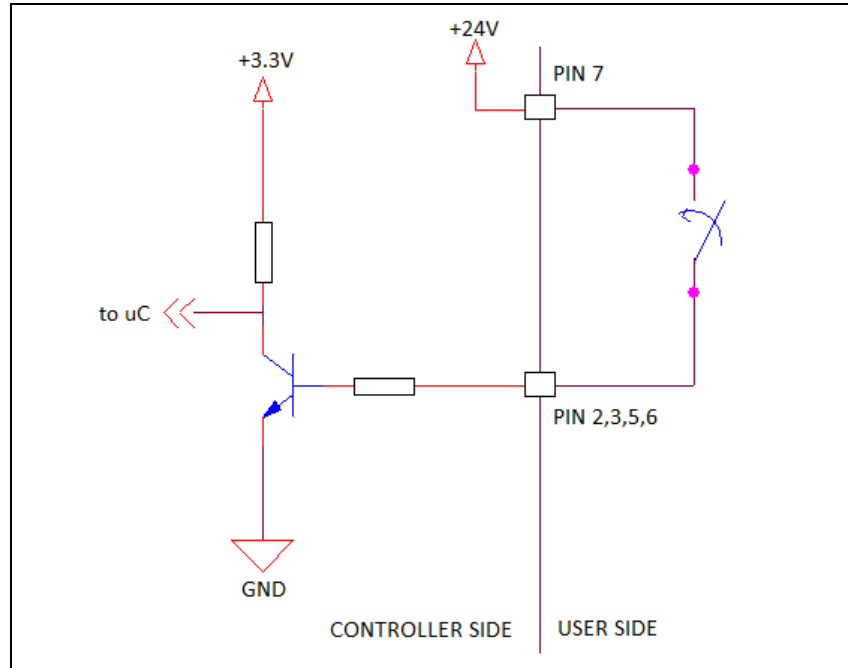 +24V
+3.3V
PIN 7
to uC
PIN 2,3,5,6
GND
CONTROLLER SIDE
USER SIDE